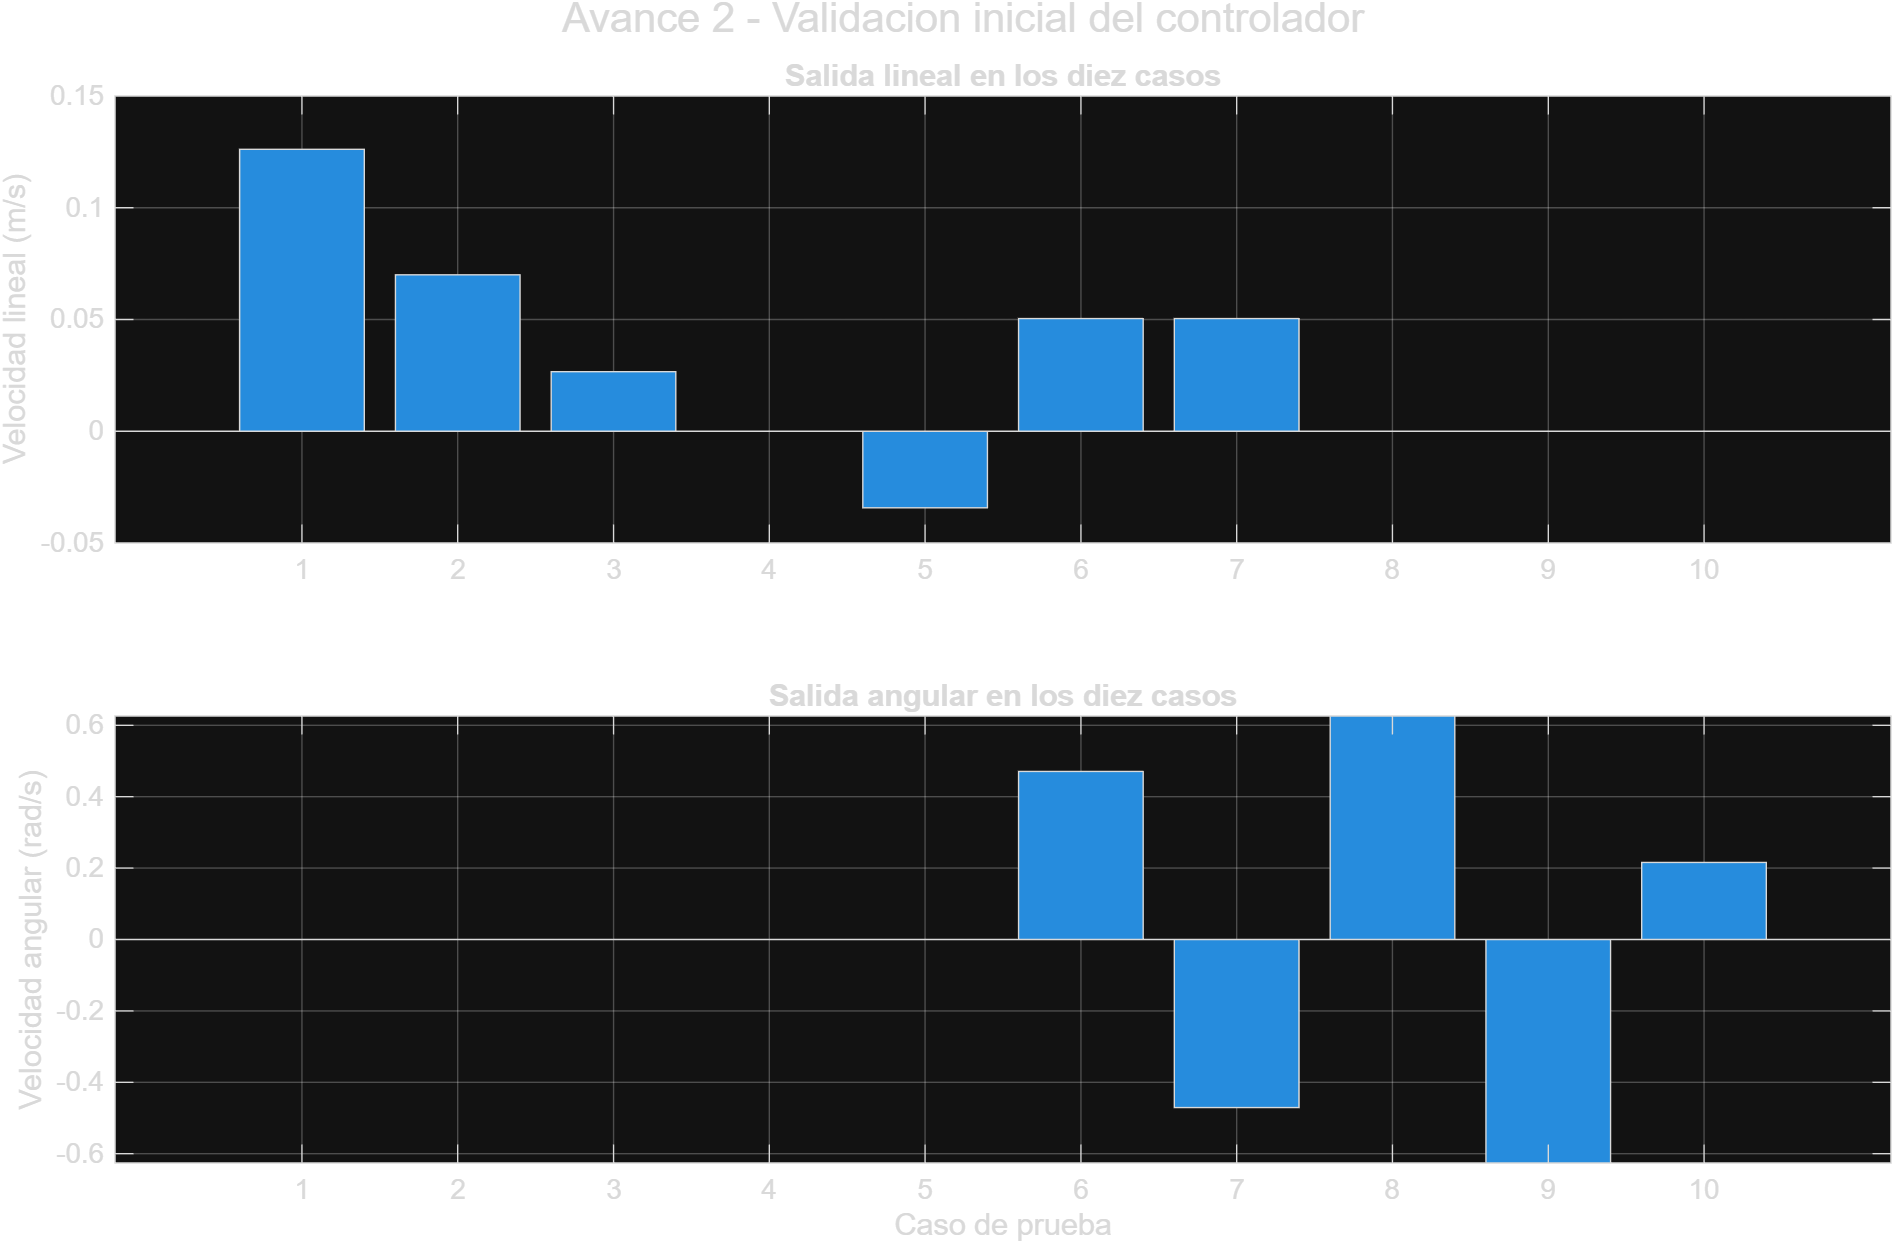 Avance 2 - Validacion inicial del controlador
Salida lineal en los diez casos
Velocidad lineal (m/s)
0.15
0.1
0.05
0
-0.05
1 2 3 4 5 6 7 8 9 10
Salida angular en los diez casos
Velocidad angular (rad/s)
0.6
0.4
0.2
0
-0.2
-0.4
-0.6
1 2 3 4 5 6 7 8 9 10
Caso de prueba